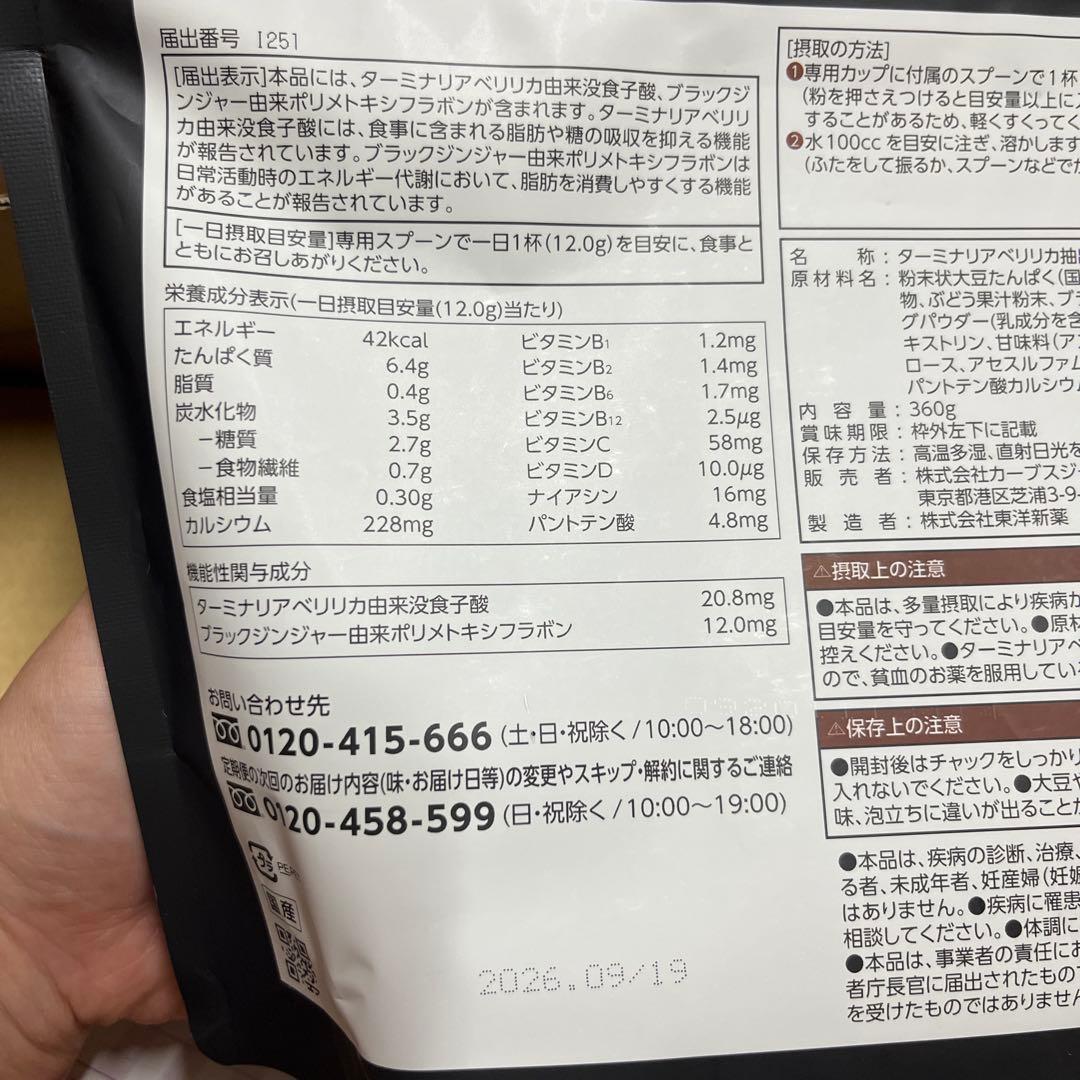 届出番号 I251
[届出表示]本品には、ターミナリアベリリカ由来没食子酸、ブラックジ
ンジャー由来ポリメトキシフラボンが含まれます。ターミナリアベリリ
カ由来没食子酸には、食事に含まれる脂肪や糖の吸収を抑える機能
が報告されています。ブラックジンジャー由来ポリメトキシフラボンは
日常活動時のエネルギー代謝において、脂肪を消費しやすくする機能
があることが報告されています。
[一日摂取目安量]専用スプーンで一日1杯(12.0g)を目安に、食事と
ともにお召しあがりください。
栄養成分表示(一日摂取目安量(12.0g)当たり)
エネルギー 42kcal ビタミンB1 1.2mg
たんぱく質 6.4g ビタミンB2 1.4mg
脂質 0.4g ビタミンB6 1.7mg
炭水化物 3.5g ビタミンB12 2.5μg
－糖質 2.7g ビタミンC 58mg
－食物繊維 0.7g ビタミンD 10.0μg
食塩相当量 0.30g ナイアシン 16mg
カルシウム 228mg パントテン酸 4.8mg
機能性関与成分
ターミナリアベリリカ由来没食子酸 20.8mg
ブラックジンジャー由来ポリメトキシフラボン 12.0mg
お問い合わせ先
0120-415-666 (土・日・祝除く/10:00～18:00)
定期便の次回のお届け内容(味・お届け日等)の変更やスキップ・解約に関するご連絡
0120-458-599 (日・祝除く/10:00～19:00)
プラ
国産
2026.09/19
[摂取の方法]
❶専用カップに付属のスプーンで1杯
(粉を押さえつけると目安量以上に
することがあるため、軽くすくってく
❷水100ccを目安に注ぎ、溶かします
(ふたをして振るか、スプーンなどで
名称：ターミナリアベリリカ抽
原材料名：粉末状大豆たんぱく(国
物、ぶどう果汁粉末、ブ
グパウダー(乳成分を含
キストリン、甘味料(ア
ロース、アセスルファム
パントテン酸カルシウム
内容量：360g
賞味期限：枠外左下に記載
保存方法：高温多湿、直射日光を
販売者：株式会社カーブスジ
東京都港区芝浦3-9-
製造者：株式会社東洋新薬
⚠摂取上の注意
●本品は、多量摂取により疾病が
目安量を守ってください。●原材
控えください。●ターミナリアベ
ので、貧血のお薬を服用してい
⚠保存上の注意
●開封後はチャックをしっかり
入れないでください。●大豆や
味、泡立ちに違いが出ることが
●本品は、疾病の診断、治療、
る者、未成年者、妊産婦(妊娠
はありません。●疾病に罹患
相談してください。●体調に
●本品は、事業者の責任にお
者庁長官に届出されたもので
を受けたものではありません